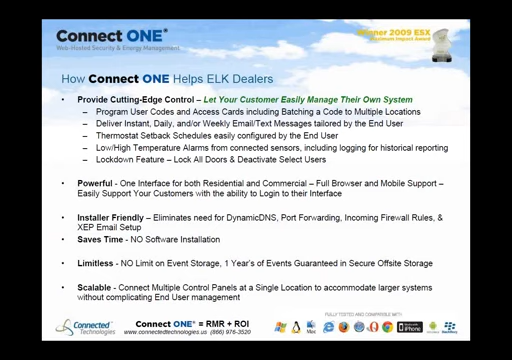 Connect ONE®
Web-Hosted Security & Energy Management
Winner 2009 ESX
Maximum Impact Award
How Connect ONE Helps ELK Dealers
• Provide Cutting-Edge Control – Let Your Customer Easily Manage Their Own System
– Program User Codes and Access Cards including Batching a Code to Multiple Locations
– Deliver Instant, Daily, and/or Weekly Email/Text Messages tailored by the End User
– Thermostat Setback Schedules easily configured by the End User
– Low/High Temperature Alarms from connected sensors, including logging for historical reporting
– Lockdown Feature – Lock All Doors & Deactivate Select Users
• Powerful - One Interface for both Residential and Commercial – Full Browser and Mobile Support –
Easily Support Your Customers with the ability to Login to their Interface
• Installer Friendly – Eliminates need for DynamicDNS, Port Forwarding, Incoming Firewall Rules, &
XEP Email Setup
• Saves Time - NO Software Installation
• Limitless – NO Limit on Event Storage, 1 Year's of Events Guaranteed in Secure Offsite Storage
• Scalable – Connect Multiple Control Panels at a Single Location to accommodate larger systems
without complicating End User management
Connected
Technologies
Connect ONE® = RMR + ROI
www.connectedtechnologies.us (866) 976-3520
FULLY TESTED AND COMPATIBLE WITH:
Mac
iPhone
BlackBerry